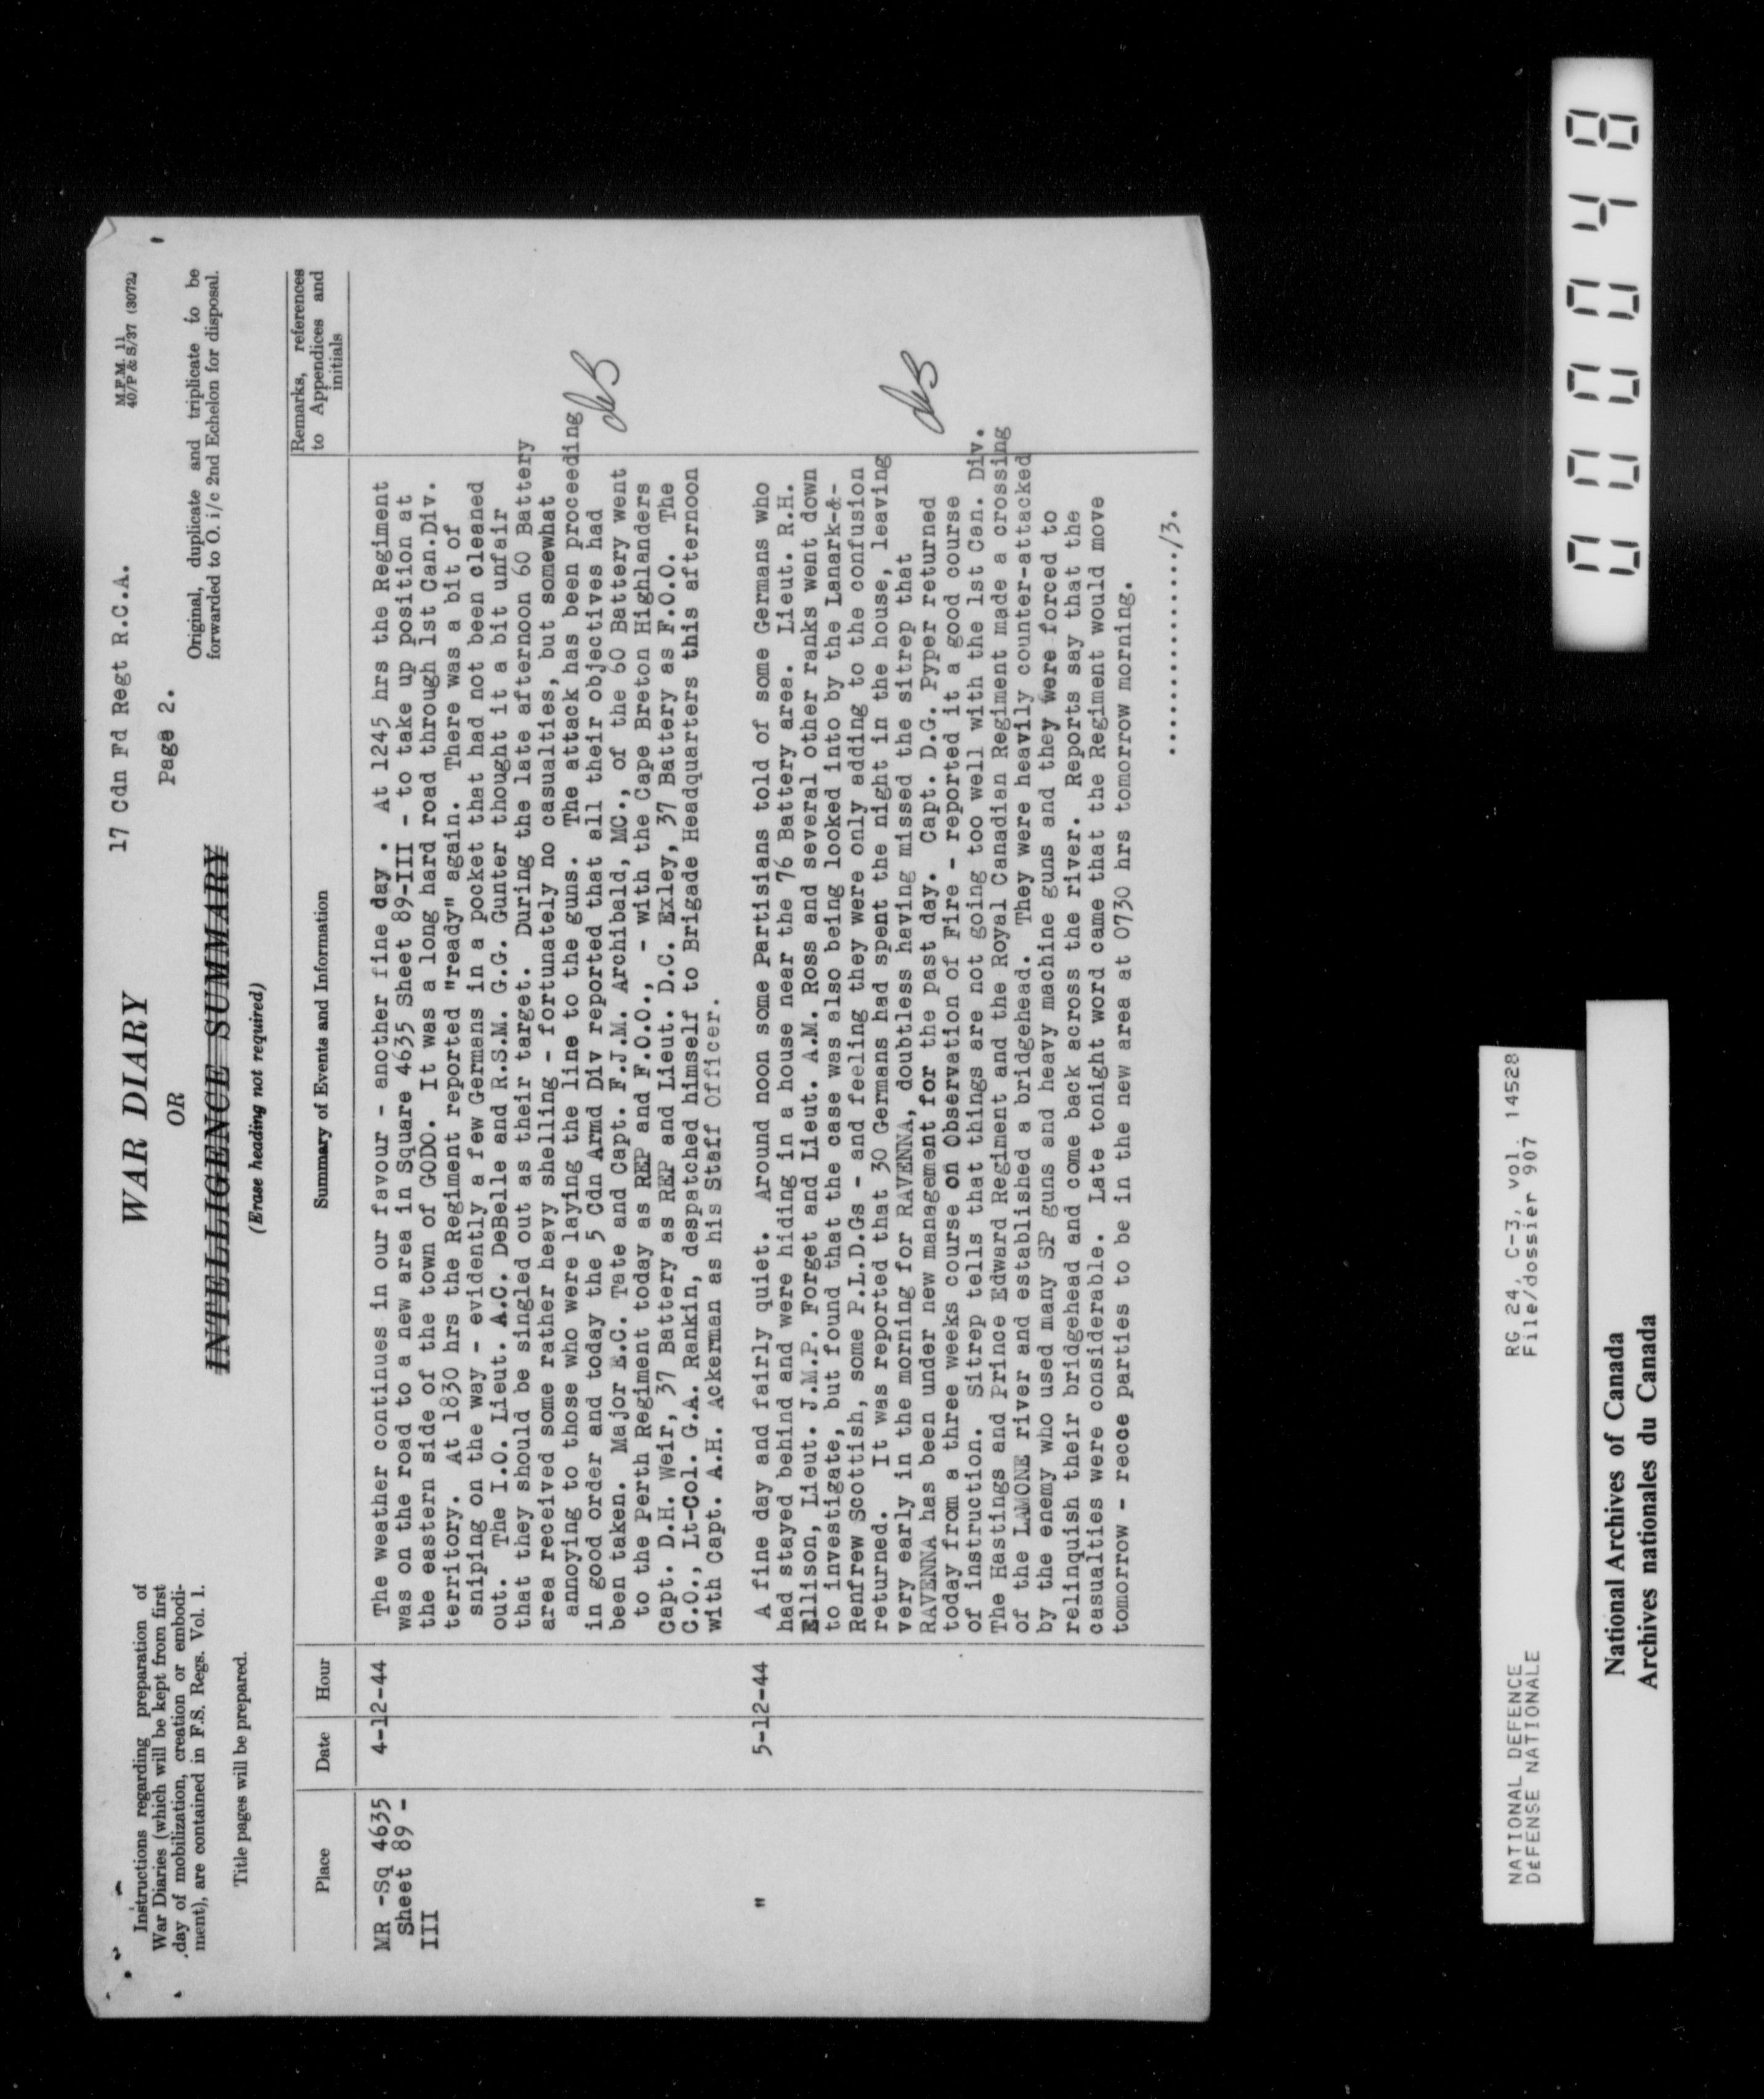 Instructions regarding preparation of
War Diaries (which will be kept from first
day of mobilization, creation or embodi-
ment), are contained in F.S. Regs. Vol. 1.
Title pages will be prepared.
WAR DIARY
OR
INTELLIGENCE SUMMARY
(Erase heading not required)
17 Cdn Fd Regt R.C.A.
Page 2.
M.F.M. 11
40/P & S/37 (3072)
Original, duplicate and triplicate to be
forwarded to O. i/c 2nd Echelon for disposal.
Place Date Hour Summary of Events and Information Remarks, references to Appendices and initials
MR -Sq 4635
Sheet 89 -
III
4-12-44
The weather continues in our favour - another fine day . At 1245 hrs the Regiment
was on the road to a new area in Square 4635 Sheet 89-III - to take up position at
the eastern side of the town of GODO. It was a long hard road through 1st Can.Div.
territory. At 1830 hrs the Regiment reported "ready" again. There was a bit of
sniping on the way - evidently a few Germans in a pocket that had not been cleaned
out. The I.O. Lieut. A.C. DeBelle and R.S.M. G.G. Gunter thought it a bit unfair
that they should be singled out as their target. During the late afternoon 60 Battery
area received some rather heavy shelling - fortunately no casualties, but somewhat
annoying to those who were laying the line to the guns. The attack has been proceeding
in good order and today the 5 Cdn Armd Div reported that all their objectives had
been taken. Major E.C. Tate and Capt. F.J.M. Archibald, MC., of the 60 Battery went
to the Perth Regiment today as REP and F.O.O., - with the Cape Breton Highlanders
Capt. D.H. Weir, 37 Battery as REP and Lieut. D.C. Exley, 37 Battery as F.O.O. The
C.O., Lt-Col. G.A. Rankin, despatched himself to Brigade Headquarters this afternoon
with Capt. A.H. Ackerman as his Staff Officer.
"
5-12-44
A fine day and fairly quiet. Around noon some Partisians told of some Germans who
had stayed behind and were hiding in a house near the 76 Battery area. Lieut. R.H.
Ellison, Lieut. J.M.P. Forget and Lieut. A.M. Ross and several other ranks went down
to investigate, but found that the case was also being looked into by the Lanark-&-
Renfrew Scottish, some P.L.D.Gs - and feeling they were only adding to the confusion
returned. It was reported that 30 Germans had spent the night in the house, leaving
very early in the morning for RAVENNA, doubtless having missed the sitrep that
RAVENNA has been under new management for the past day. Capt. D.G. Pyper returned
today from a three weeks course on Observation of Fire - reported it a good course
of instruction. Sitrep tells that things are not going too well with the 1st Can. Div.
The Hastings and Prince Edward Regiment and the Royal Canadian Regiment made a crossing
of the LAMONE river and established a bridgehead. They were heavily counter-attacked
by the enemy who used many SP guns and heavy machine guns and they were forced to
relinquish their bridgehead and come back across the river. Reports say that the
casualties were considerable. Late tonight word came that the Regiment would move
tomorrow - recce parties to be in the new area at 0730 hrs tomorrow morning.
................/3.
NATIONAL DEFENCE
DÉFENSE NATIONALE
RG 24, C-3, vol. 14528
File/dossier 907
National Archives of Canada
Archives nationales du Canada
000048